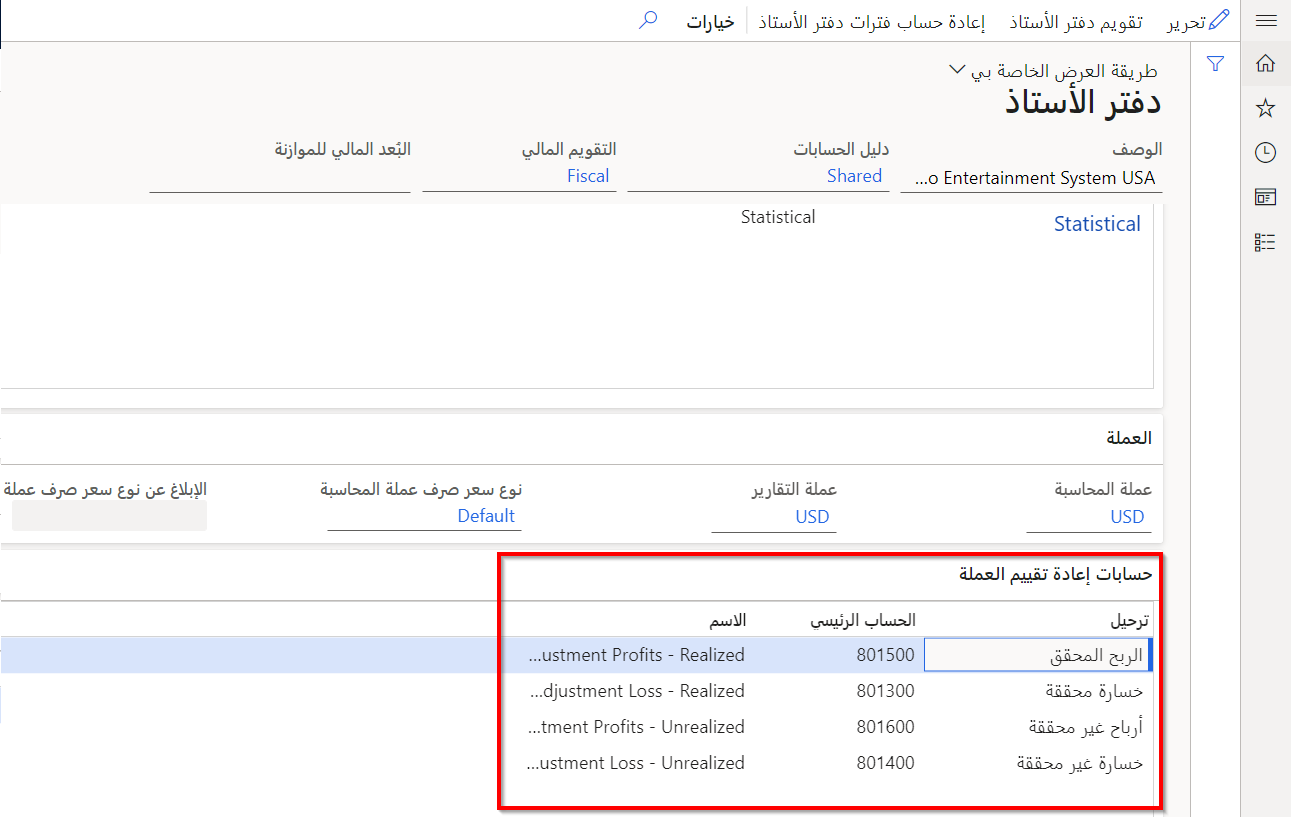 تحرير تقويم دفتر الأستاذ إعادة حساب فترات دفتر الأستاذ خيارات
طريقة العرض الخاصة بي
دفتر الأستاذ
الوصف دليل الحسابات التقويم المالي البُعد المالي للموازنة
...o Entertainment System USA Shared Fiscal
Statistical Statistical
العملة
عملة المحاسبة عملة التقارير نوع سعر صرف عملة المحاسبة الإبلاغ عن نوع سعر صرف عملة
USD USD Default
حسابات إعادة تقييم العملة
ترحيل الحساب الرئيسي الاسم
الربح المحقق 801500 ...ustment Profits - Realized
خسارة محققة 801300 ...djustment Loss - Realized
أرباح غير محققة 801600 ...tment Profits - Unrealized
خسارة غير محققة 801400 ...ustment Loss - Unrealized